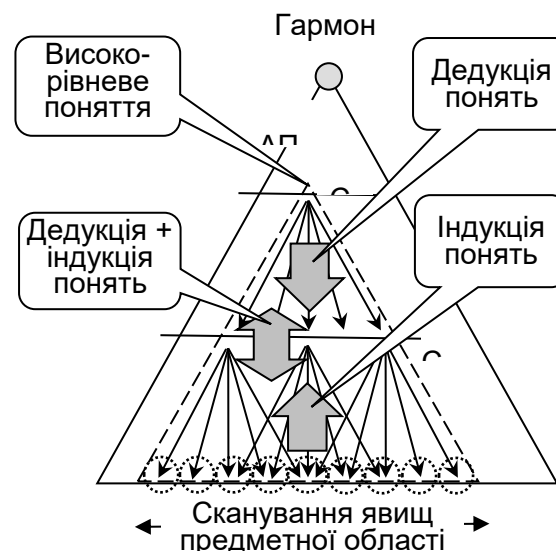 Гармон
Високо-
рівневе
поняття
Дедукція
понять
Дедукція +
індукція
понять
Індукція
понять
Сканування явищ
предметної області